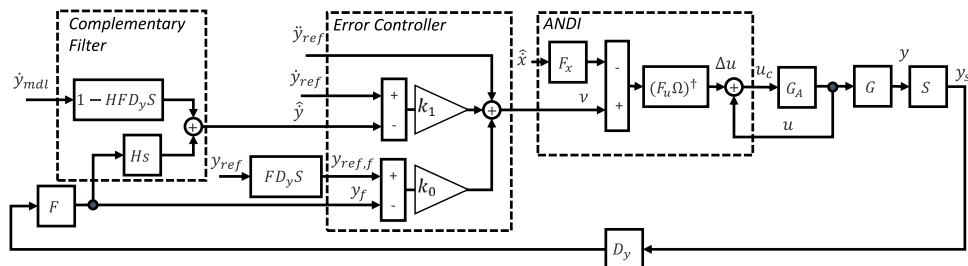 Complementary
Filter
Error Controller
ANDI
ẏ_mdl
1 − HFD_yS
+
Hs
ÿ_ref
ẏ_ref
ẏ̂
+
-
k_1
+
y_ref
FD_yS
y_ref,f
y_f
+
-
k_0
F
ẋ̂
F_x
-
+
ν
(F_uΩ)^†
Δu
+
u_c
G_A
u
G
y
S
y_s
D_y